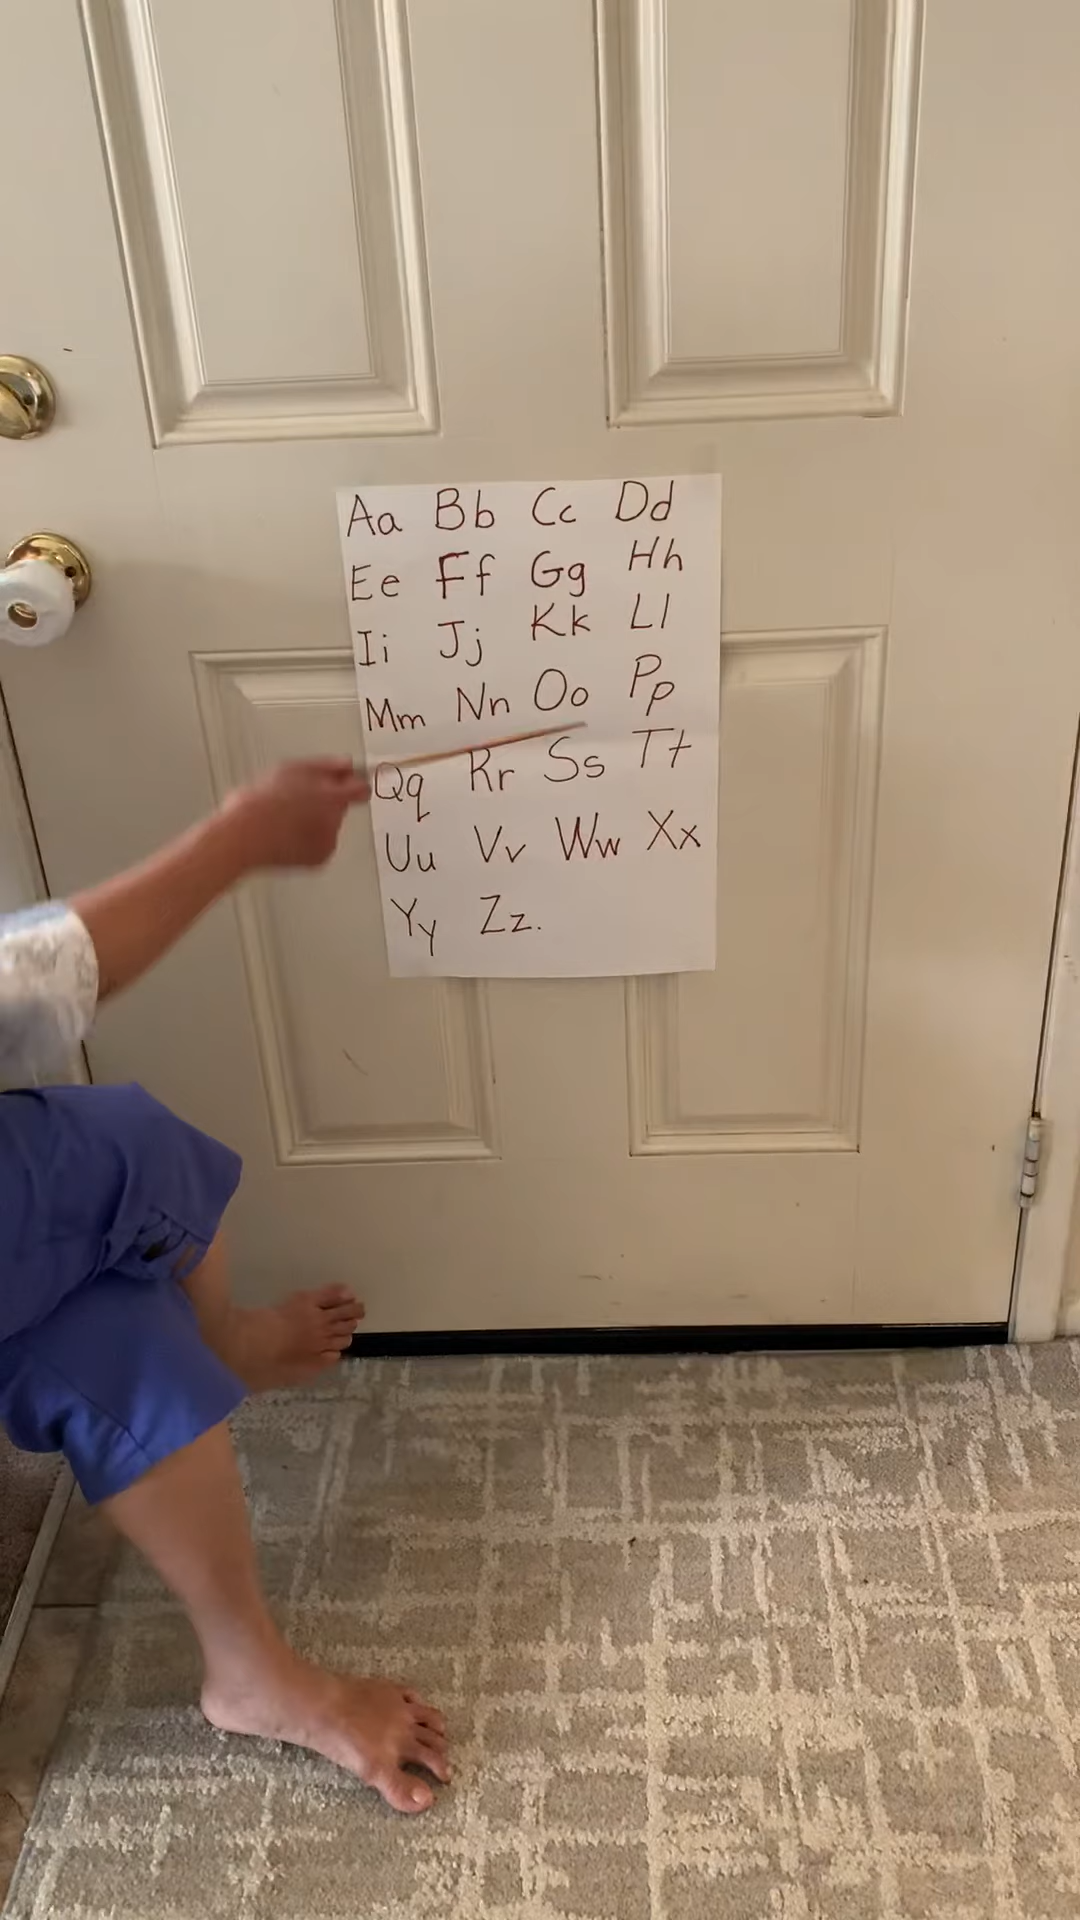 Aa Bb Cc Dd
Ee Ff Gg Hh
Ii Jj Kk Ll
Mm Nn Oo Pp
Qq Rr Ss Tt
Uu Vv Ww Xx
Yy Zz.